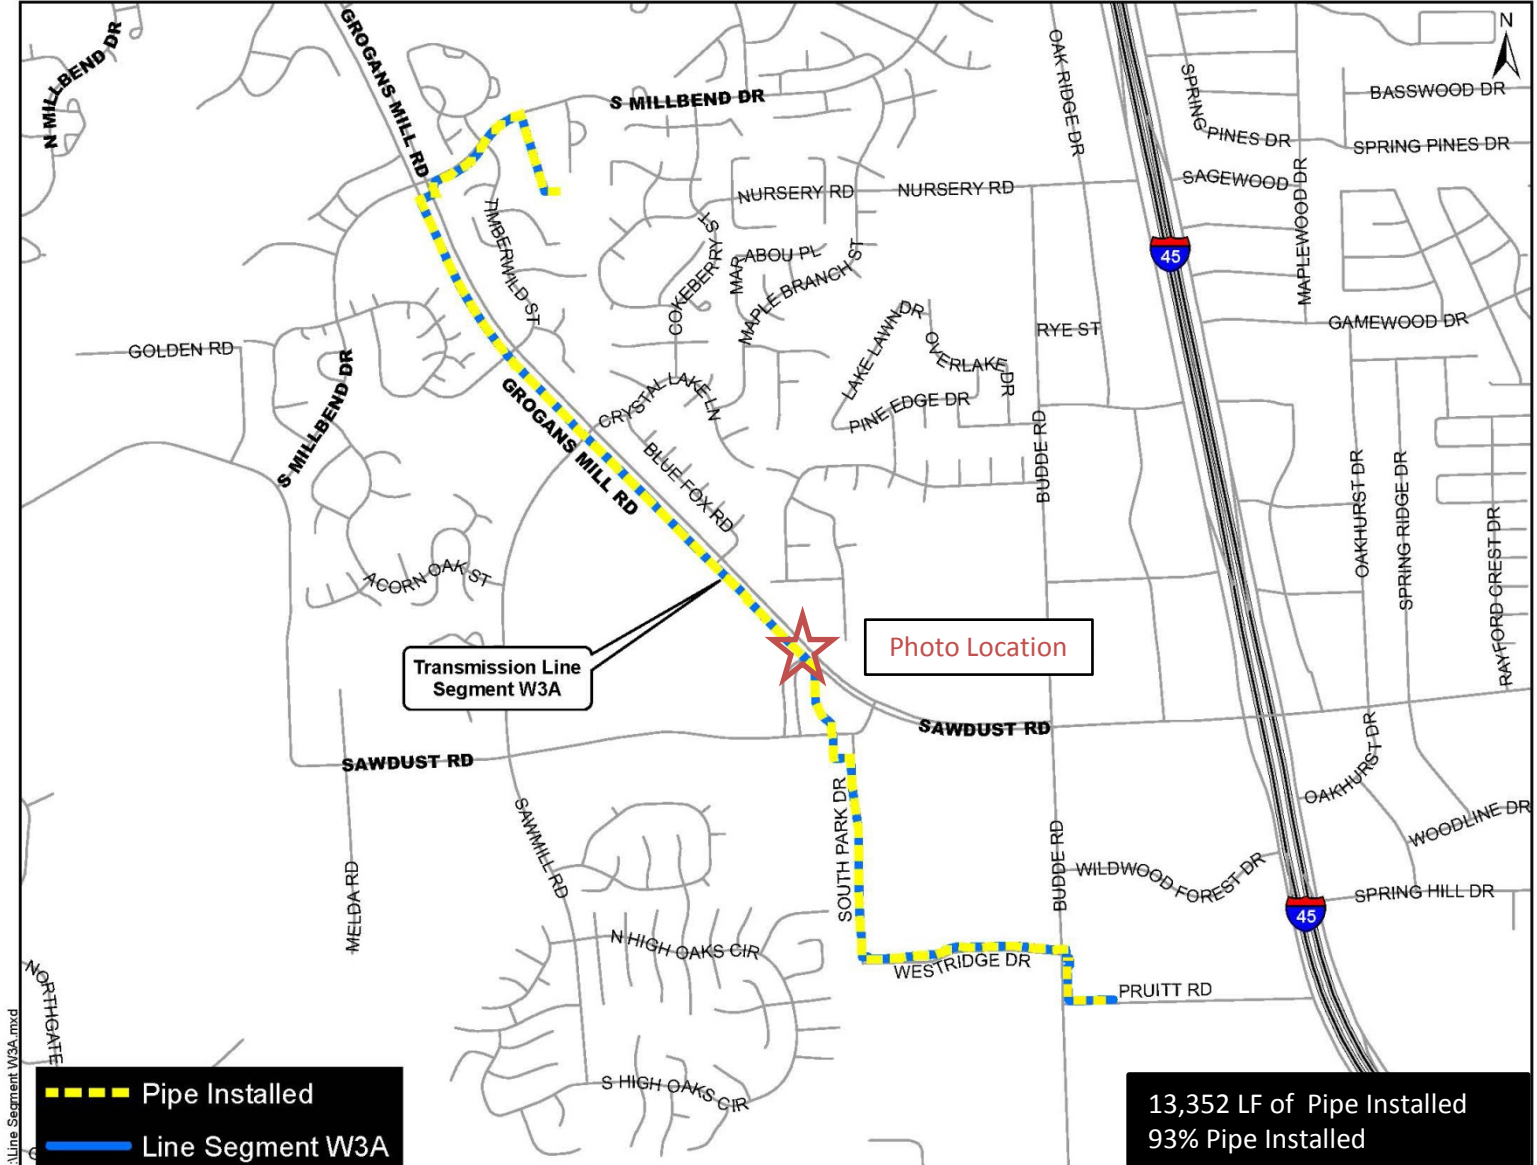 GROGANS MILL RD
N MILLBEND DR
S MILLBEND DR
OAK RIDGE DR
SPRING PINES DR
N
BASSWOOD DR
SPRING PINES DR
SAGEWOOD
MAPLEWOOD DR
NURSERY RD
NURSERY RD
TIMBERWILD ST
COKEBERRY ST
MAR ABOU PL
MAPLE BRANCH ST
45
GOLDEN RD
S MILLBEND DR
LAKE LAWN DR
OVERLAKE DR
RYE ST
GAMEWOOD DR
GROGANS MILL RD
CRYSTAL LAKE LN
PINE EDGE DR
BLUE FOX RD
BUDDE RD
OAKHURST DR
SPRING RIDGE DR
RAYFORD CREST DR
ACORN OAK ST
Transmission Line
Segment W3A
Photo Location
SAWDUST RD
SAWDUST RD
OAKHURST DR
SAWMILL RD
SOUTH PARK DR
BUDDE RD
WOODLINE DR
MELDA RD
WILDWOOD FOREST DR
SPRING HILL DR
45
N HIGH OAKS CIR
WESTRIDGE DR
PRUITT RD
NORTHGATE
S HIGH OAKS CIR
:\Line Segment W3A.mxd
Pipe Installed
Line Segment W3A
13,352 LF of Pipe Installed
93% Pipe Installed